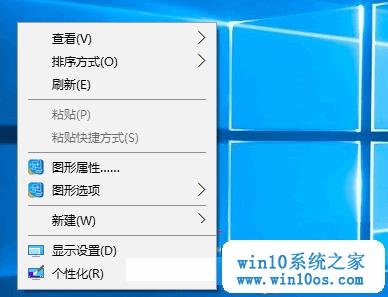 查看(V)
排序方式(O)
刷新(E)
粘贴(P)
粘贴快捷方式(S)
图形属性......
图形选项
新建(W)
显示设置(D)
个性化(R)
win10系统之家
www.win10os.com